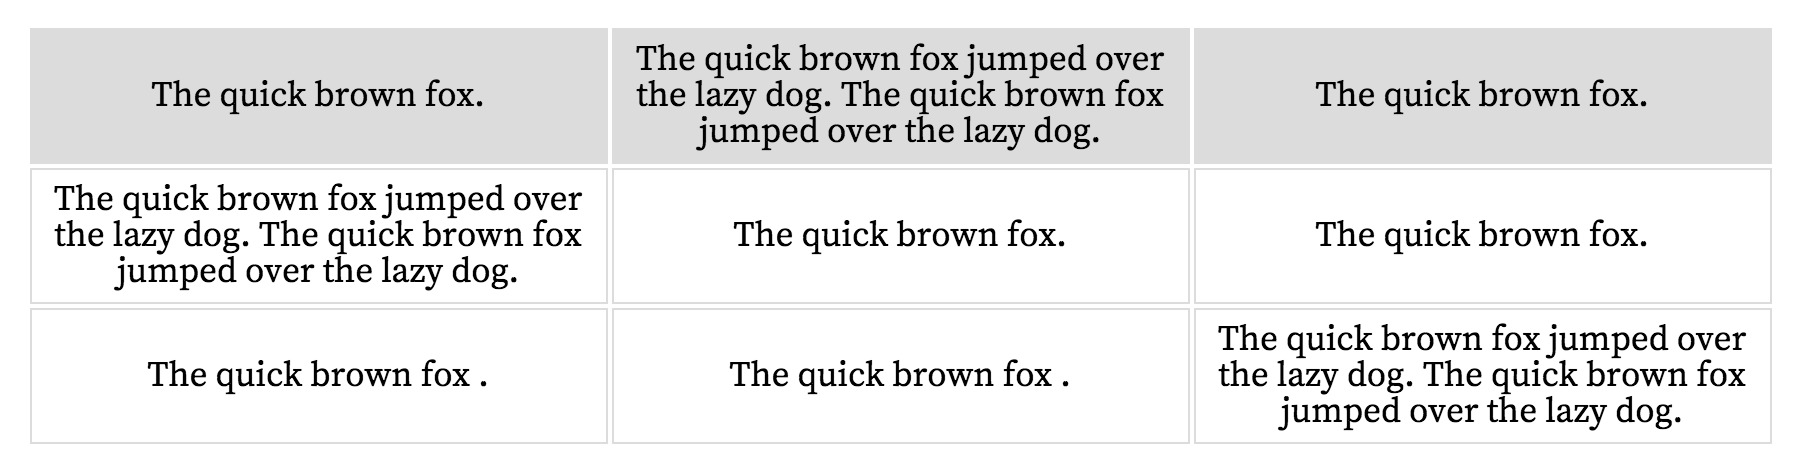 The quick brown fox.
The quick brown fox jumped over
the lazy dog. The quick brown fox
jumped over the lazy dog.
The quick brown fox.
The quick brown fox jumped over
the lazy dog. The quick brown fox
jumped over the lazy dog.
The quick brown fox.
The quick brown fox.
The quick brown fox .
The quick brown fox .
The quick brown fox jumped over
the lazy dog. The quick brown fox
jumped over the lazy dog.